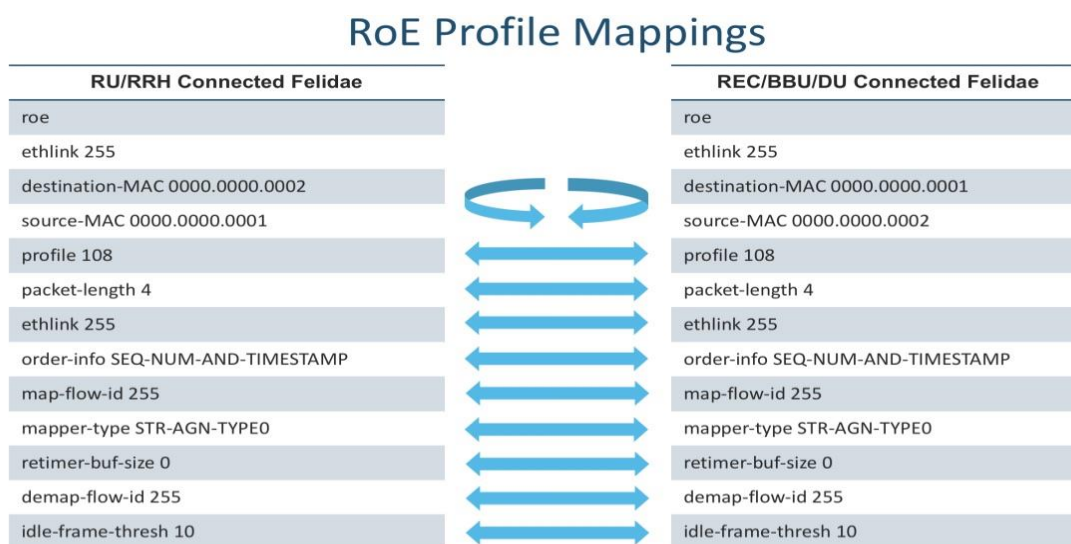 RoE Profile Mappings
RU/RRH Connected Felidae
roe
ethlink 255
destination-MAC 0000.0000.0002
source-MAC 0000.0000.0001
profile 108
packet-length 4
ethlink 255
order-info SEQ-NUM-AND-TIMESTAMP
map-flow-id 255
mapper-type STR-AGN-TYPE0
retimer-buf-size 0
demap-flow-id 255
idle-frame-thresh 10
REC/BBU/DU Connected Felidae
roe
ethlink 255
destination-MAC 0000.0000.0001
source-MAC 0000.0000.0002
profile 108
packet-length 4
ethlink 255
order-info SEQ-NUM-AND-TIMESTAMP
map-flow-id 255
mapper-type STR-AGN-TYPE0
retimer-buf-size 0
demap-flow-id 255
idle-frame-thresh 10